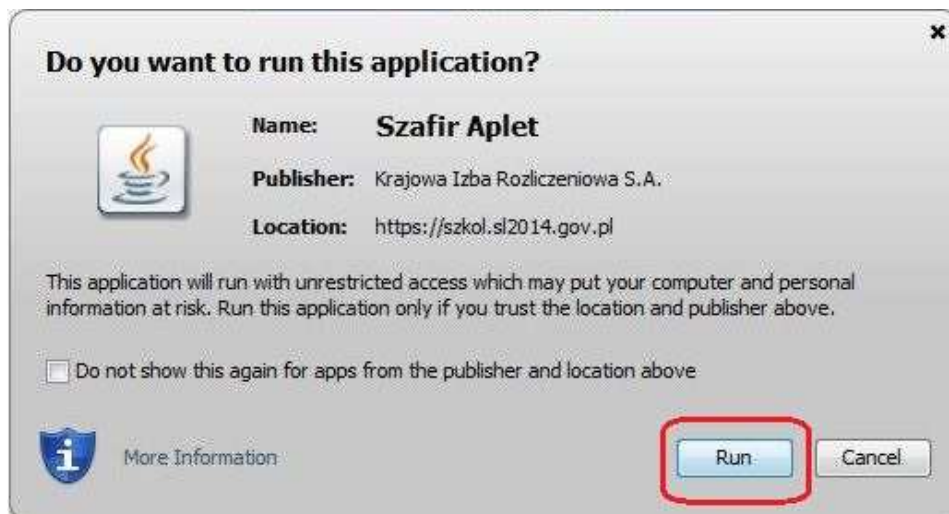 Do you want to run this application?
Name: Szafir Aplet
Publisher: Krajowa Izba Rozliczeniowa S.A.
Location: https://szkol.sl2014.gov.pl
This application will run with unrestricted access which may put your computer and personal
information at risk. Run this application only if you trust the location and publisher above.
Do not show this again for apps from the publisher and location above
More Information
Run
Cancel